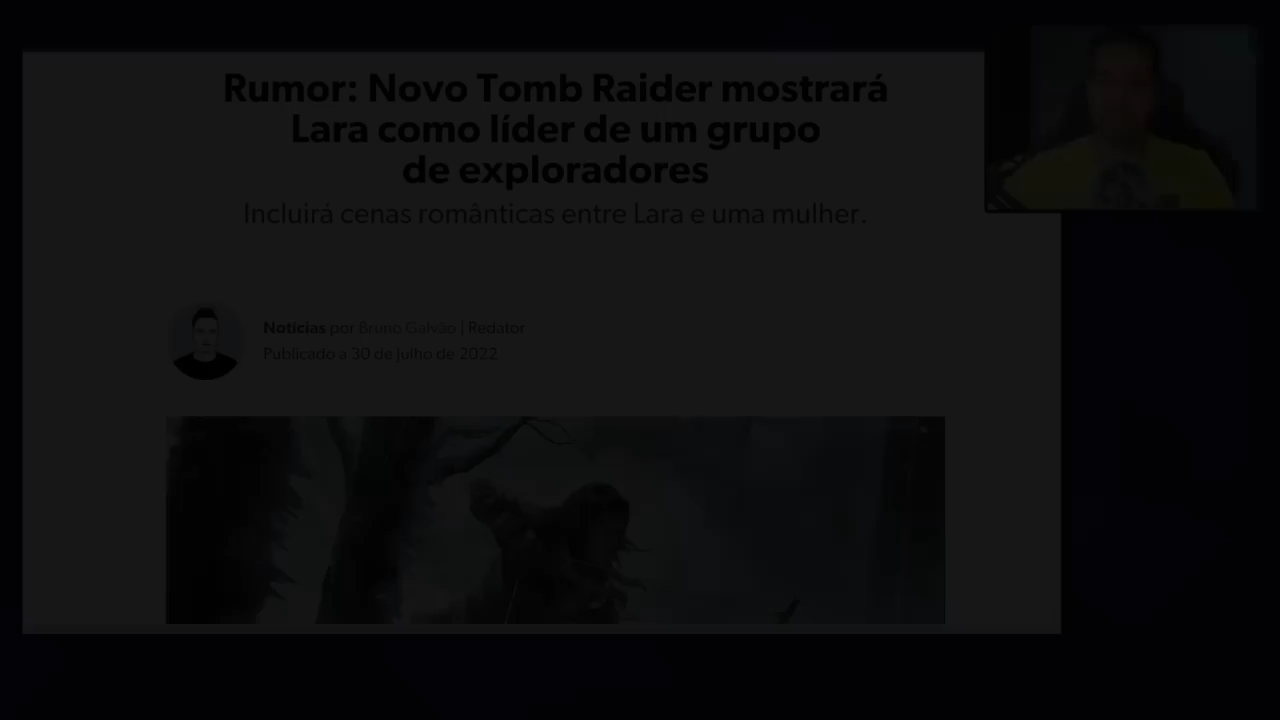 Rumor: Novo Tomb Raider mostrará
Lara como líder de um grupo
de exploradores
Incluirá cenas românticas entre Lara e uma mulher.
Notícias por Bruno Galvão | Redator
Publicado a 30 de Julho de 2022